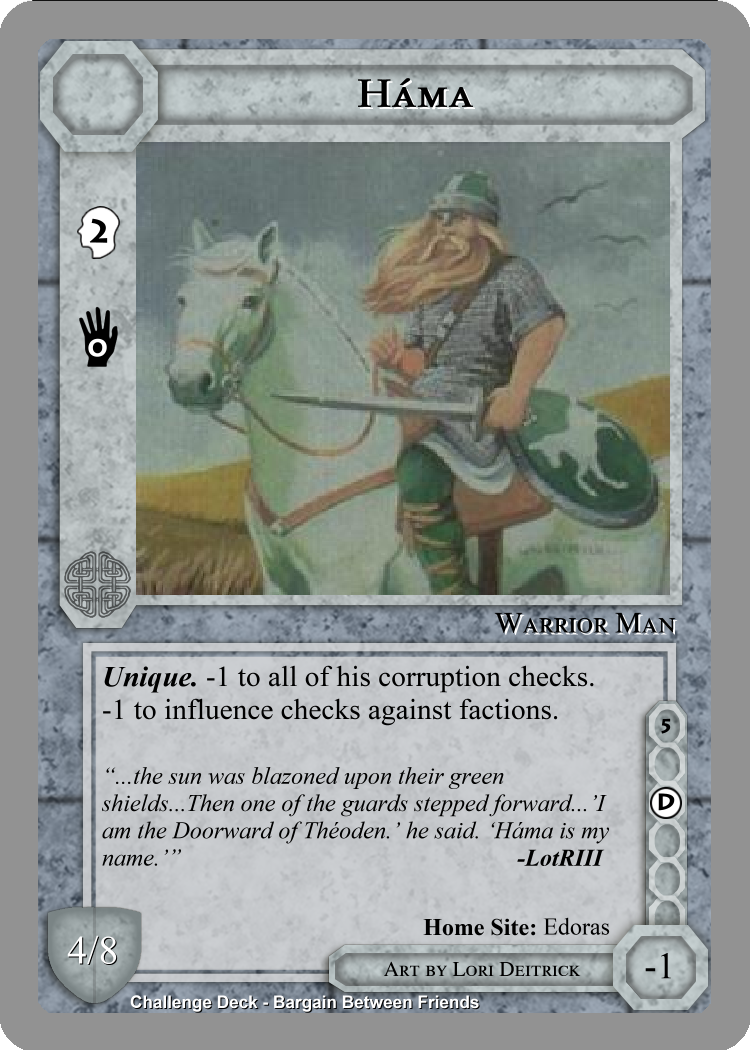 Háma
2
0
Warrior Man
Unique. -1 to all of his corruption checks.
-1 to influence checks against factions.
“...the sun was blazoned upon their green
shields...Then one of the guards stepped forward...’I
am the Doorward of Théoden.’ he said. ‘Háma is my
name.’”
-LotRIII
5
D
Home Site: Edoras
4/8
Art by Lori Deitrick
-1
Challenge Deck - Bargain Between Friends